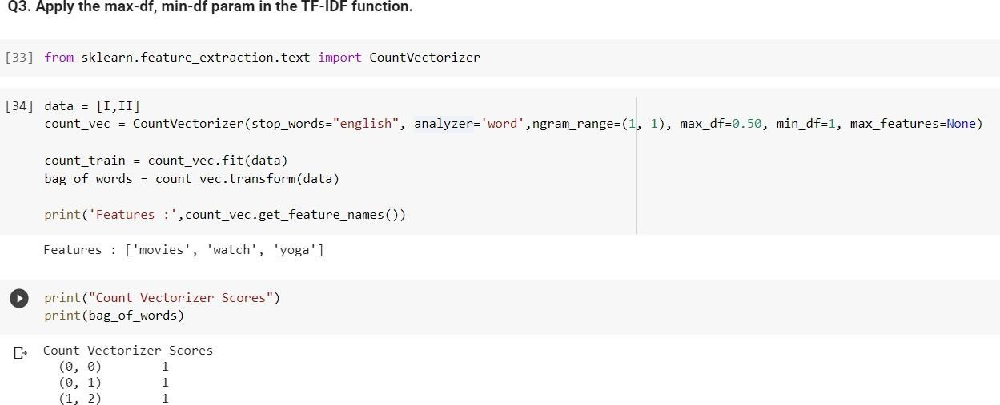 Q3. Apply the max-df, min-df param in the TF-IDF function.
[33] from sklearn.feature_extraction.text import CountVectorizer
[34] data = [I,II]
count_vec = CountVectorizer(stop_words="english", analyzer='word',ngram_range=(1, 1), max_df=0.50, min_df=1, max_features=None)
count_train = count_vec.fit(data)
bag_of_words = count_vec.transform(data)
print('Features :',count_vec.get_feature_names())
Features : ['movies', 'watch', 'yoga']
print("Count Vectorizer Scores")
print(bag_of_words)
Count Vectorizer Scores
(0, 0) 1
(0, 1) 1
(1, 2) 1